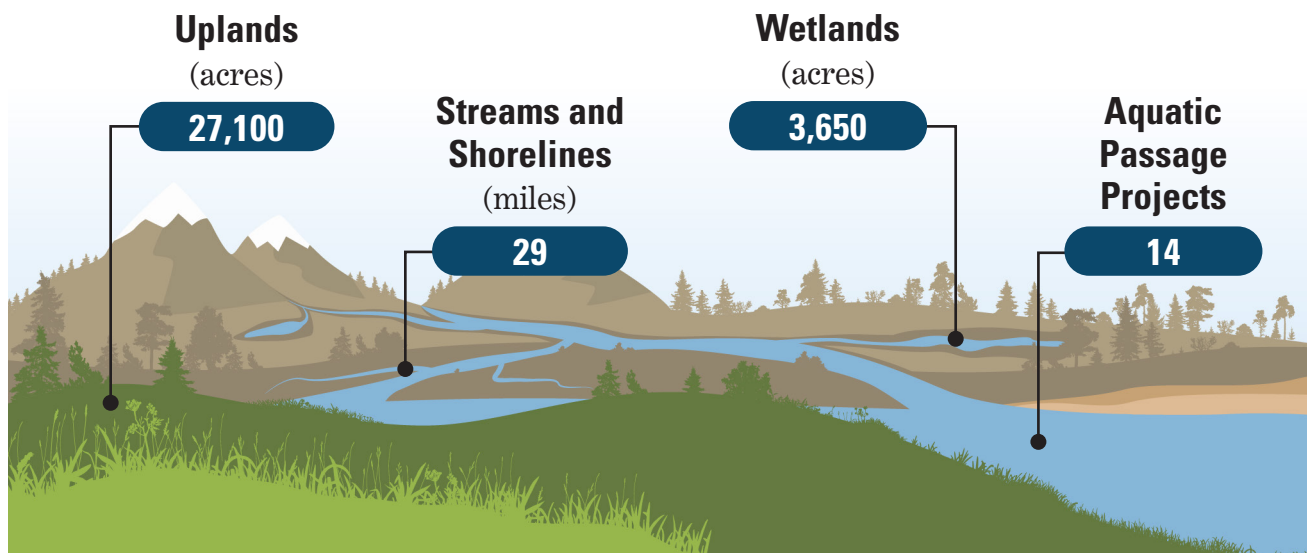 Uplands
(acres)
27,100
Streams and
Shorelines
(miles)
29
Wetlands
(acres)
3,650
Aquatic
Passage
Projects
14